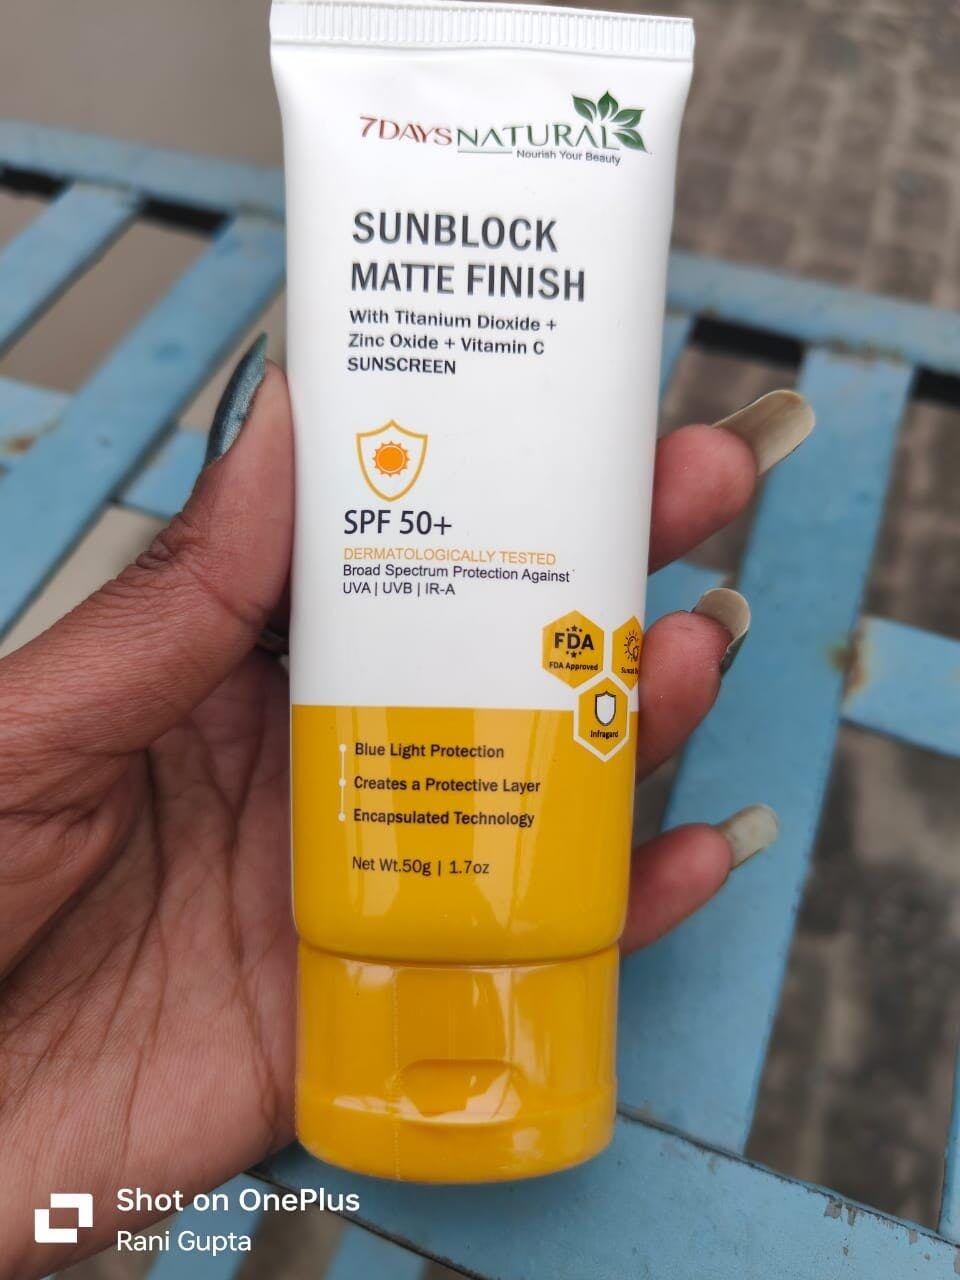 7DAYSNATURAL
Nourish Your Beauty
SUNBLOCK
MATTE FINISH
With Titanium Dioxide +
Zinc Oxide + Vitamin C
SUNSCREEN
SPF 50+
DERMATOLOGICALLY TESTED
Broad Spectrum Protection Against
UVA | UVB | IR-A
FDA
FDA Approved
Infragard
Blue Light Protection
Creates a Protective Layer
Encapsulated Technology
Net Wt.50g | 1.7oz
Shot on OnePlus
Rani Gupta